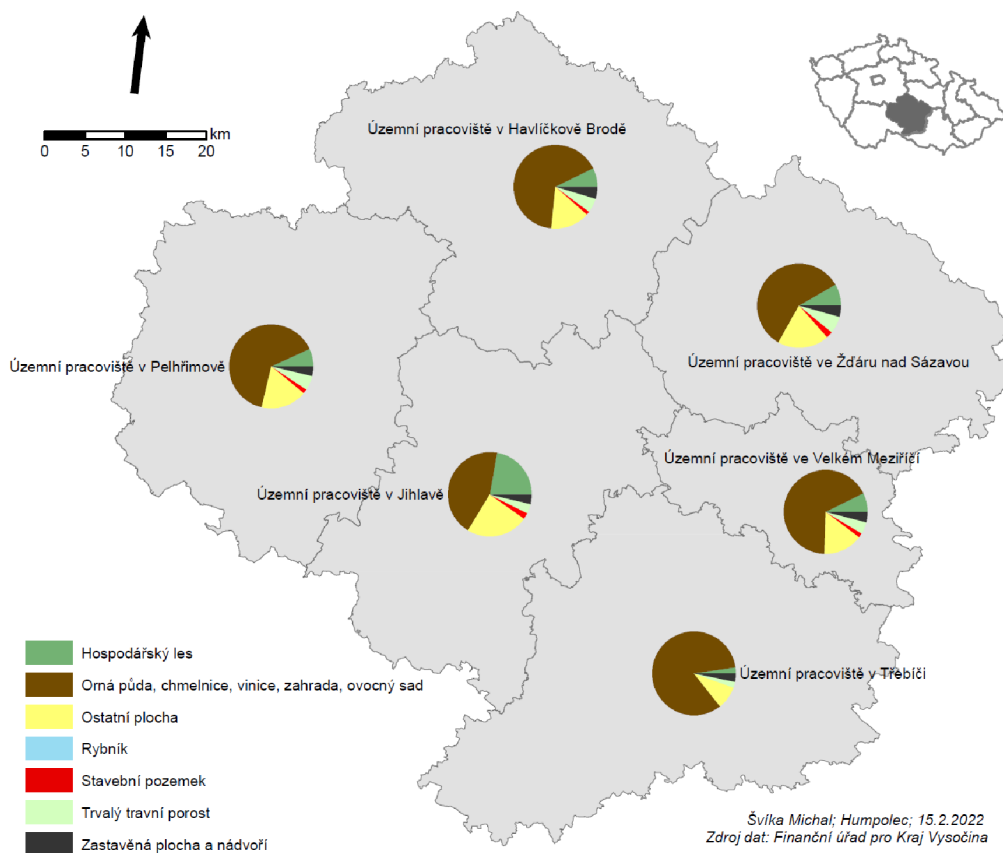 km
0 5 10 20
Územní pracoviště v Havlíčkově Brodě
Územní pracoviště v Pelhřimově
Územní pracoviště ve Žďáru nad Sázavou
Územní pracoviště ve Velkém Meziříčí
Územní pracoviště v Jihlavě
Územní pracoviště v Třebíči
Hospodářský les
Orná půda, chmelnice, vinice, zahrada, ovocný sad
Ostatní plocha
Rybník
Stavební pozemek
Trvalý travní porost
Zastavěná plocha a nádvoří
Švíka Michal; Humpolec; 15.2.2022
Zdroj dat: Finanční úřad pro Kraj Vysočina